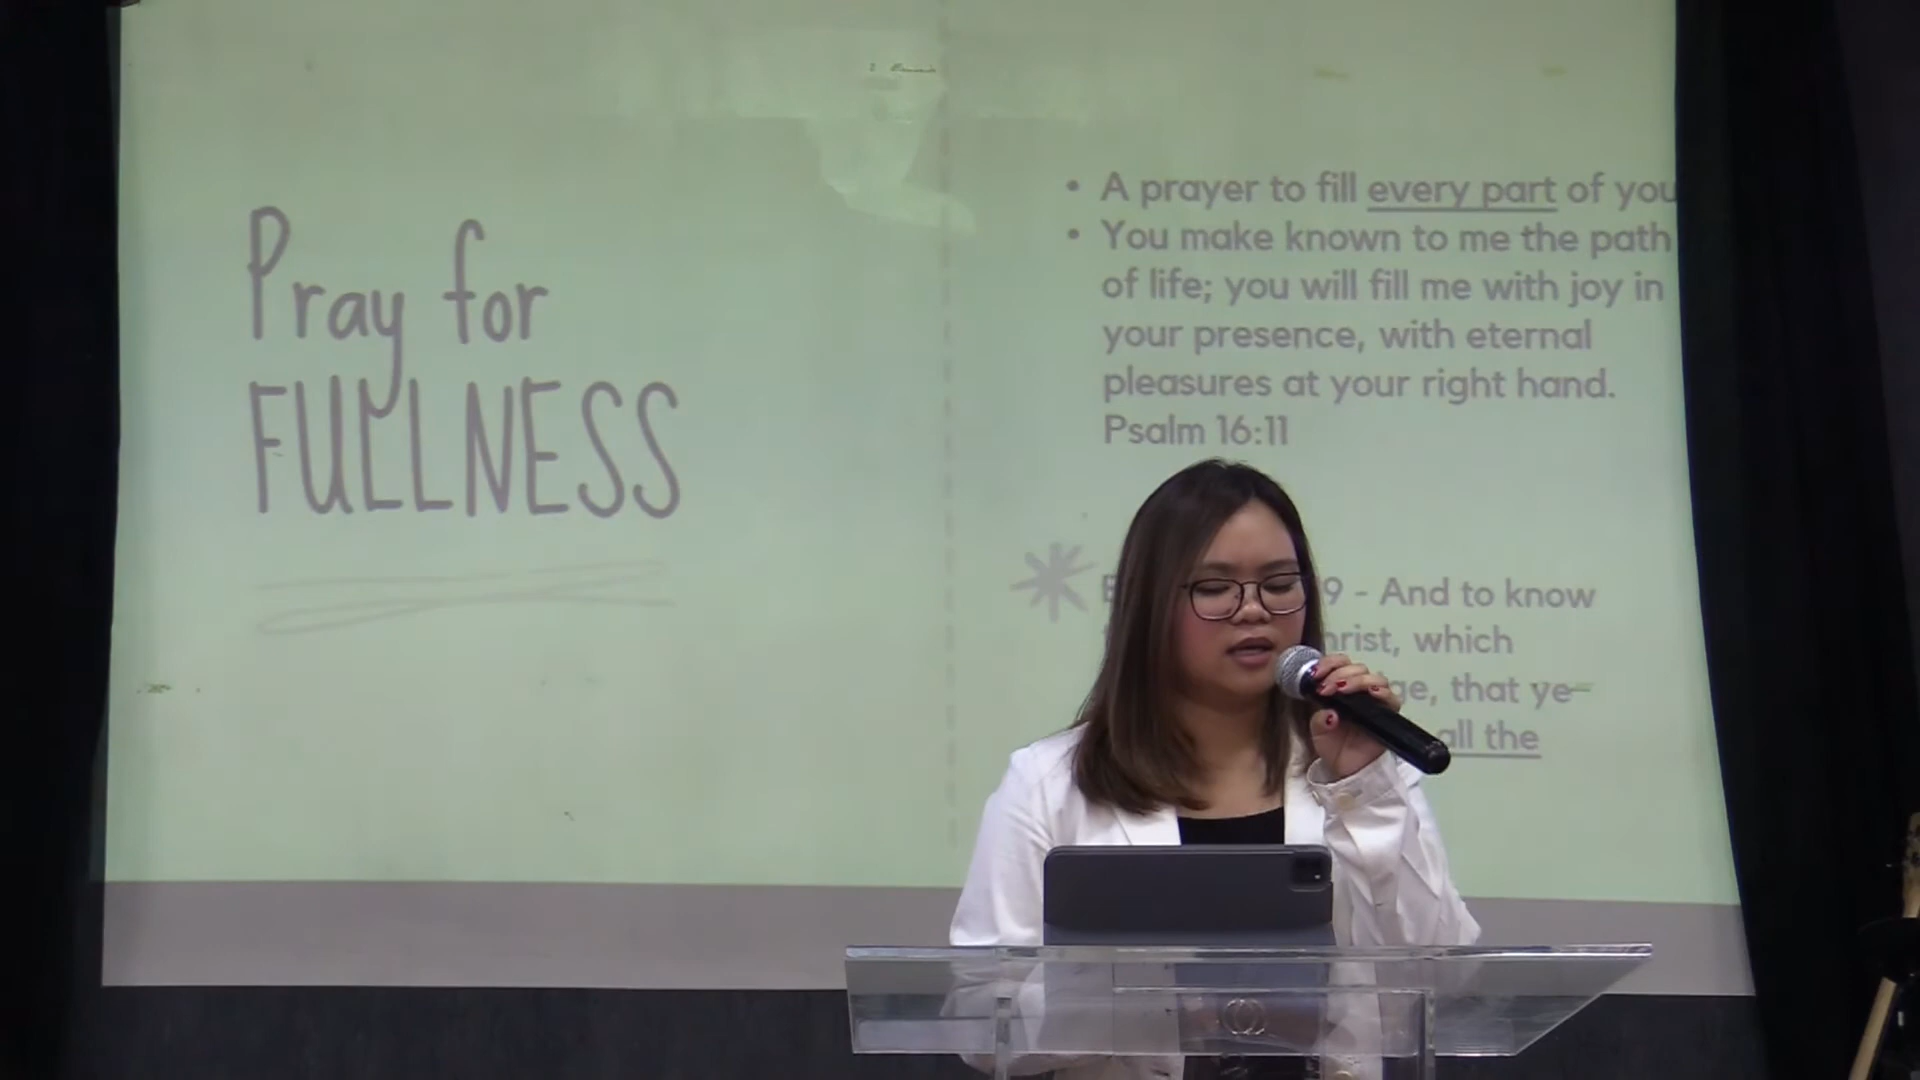 Pray for
FULLNESS
• A prayer to fill every part of you
• You make known to me the path
of life; you will fill me with joy in
your presence, with eternal
pleasures at your right hand.
Psalm 16:11
9 - And to know
hrist, which
ge, that ye
all the